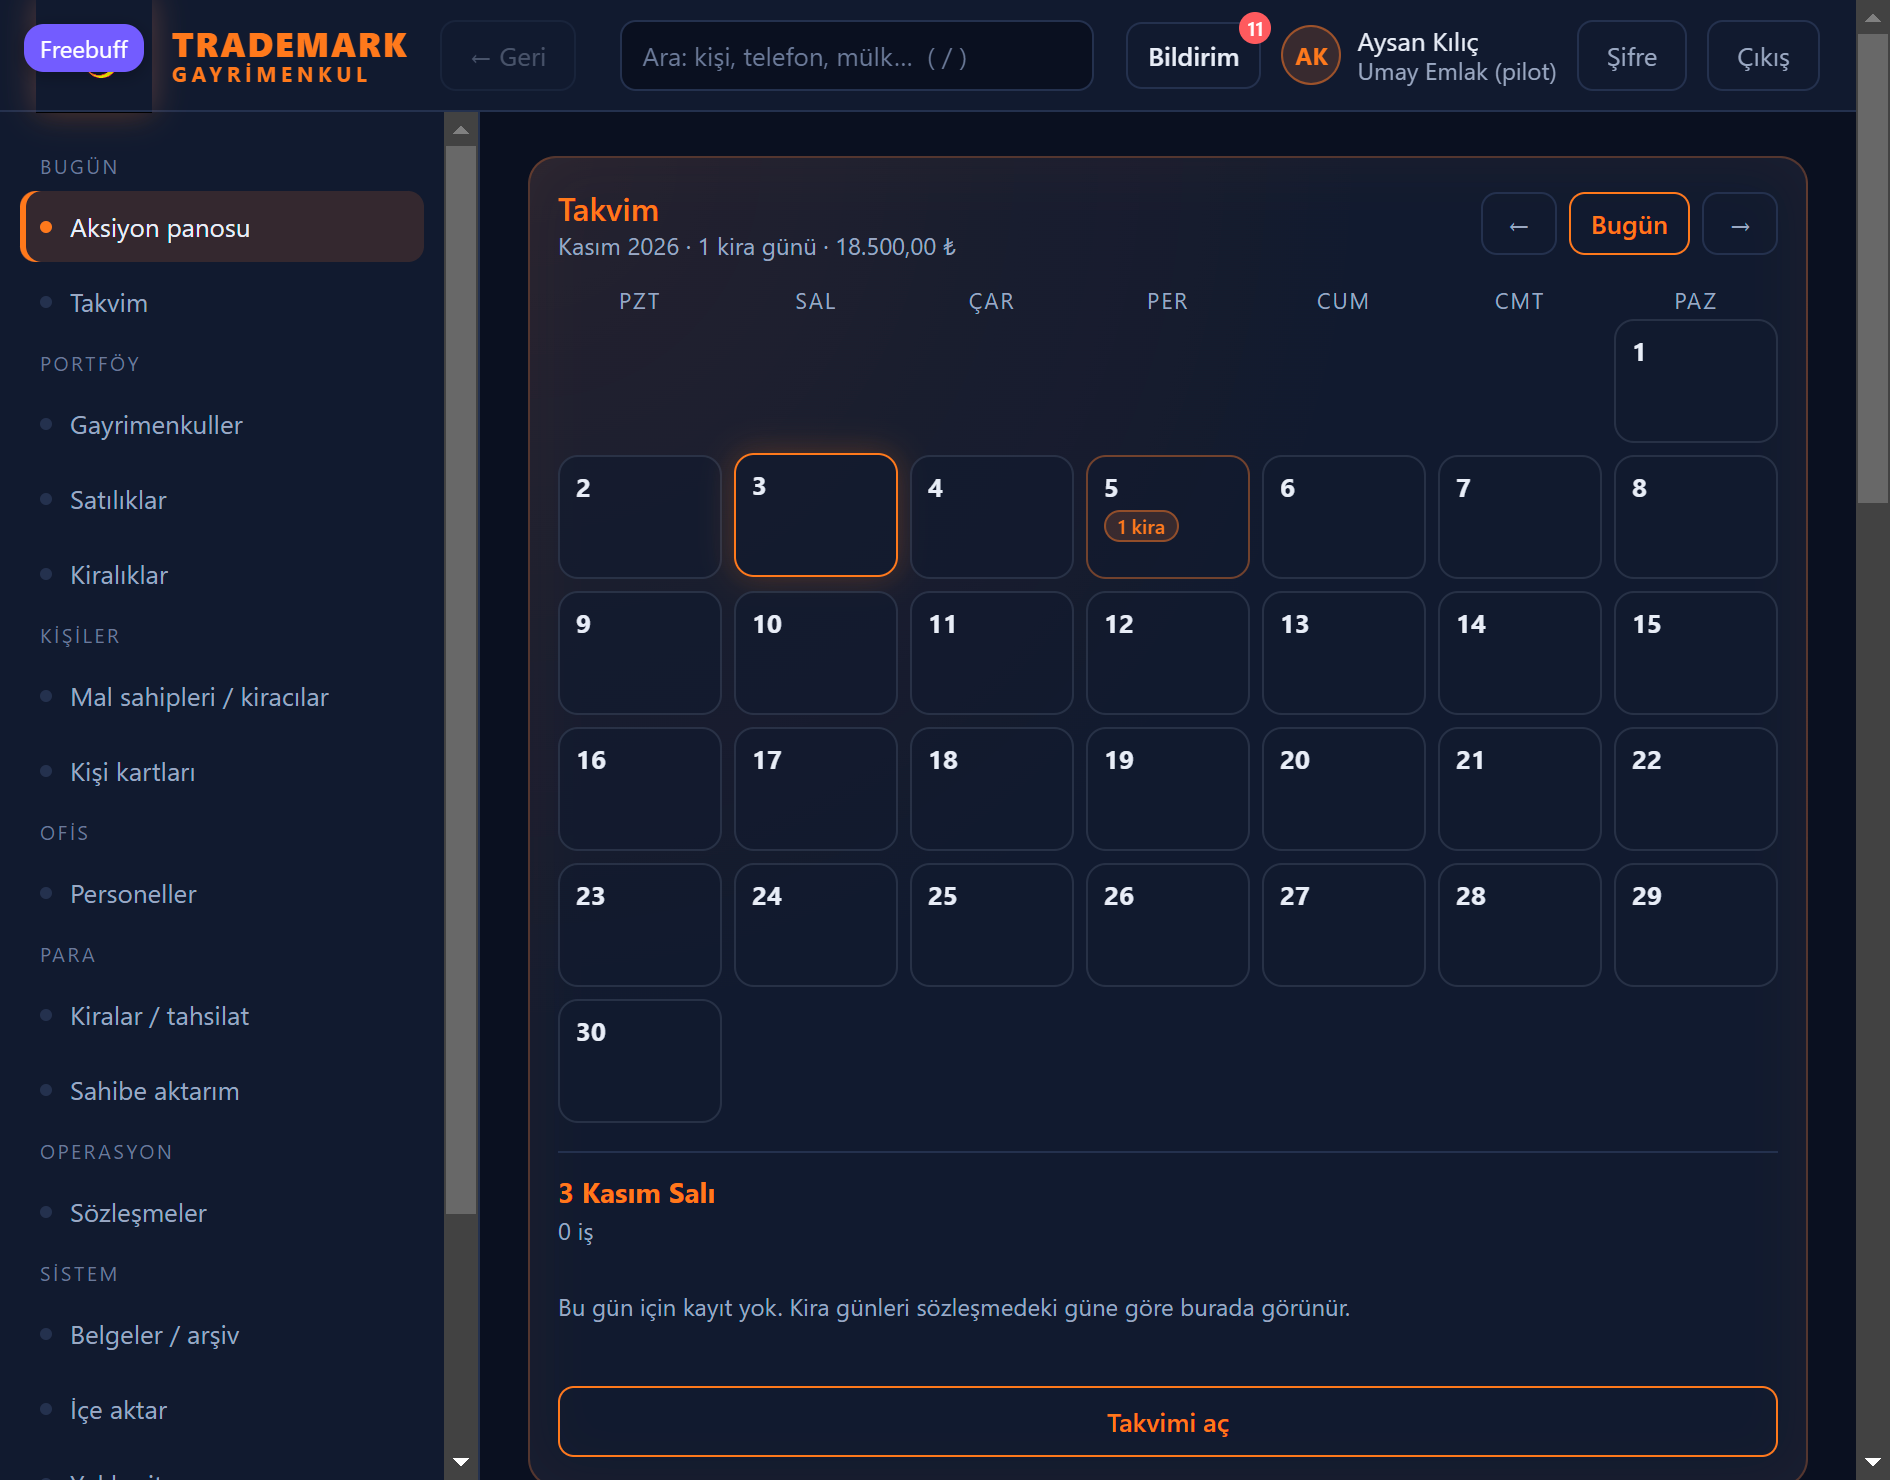 Freebuff
TRADEMARK
GAYRİMENKUL
← Geri
Ara: kişi, telefon, mülk... ( / )
Bildirim
11
AK
Aysan Kılıç
Umay Emlak (pilot)
Şifre
Çıkış
BUGÜN
Aksiyon panosu
Takvim
PORTFÖY
Gayrimenkuller
Satılıklar
Kiralıklar
KİŞİLER
Mal sahipleri / kiracılar
Kişi kartları
OFİS
Personeller
PARA
Kiralar / tahsilat
Sahibe aktarım
OPERASYON
Sözleşmeler
SİSTEM
Belgeler / arşiv
İçe aktar
Takvim
Kasım 2026 · 1 kira günü · 18.500,00 ₺
← Bugün →
PZT SAL ÇAR PER CUM CMT PAZ
1
2 3 4 5 6 7 8
1 kira
9 10 11 12 13 14 15
16 17 18 19 20 21 22
23 24 25 26 27 28 29
30
3 Kasım Salı
0 iş
Bu gün için kayıt yok. Kira günleri sözleşmedeki güne göre burada görünür.
Takvimi aç